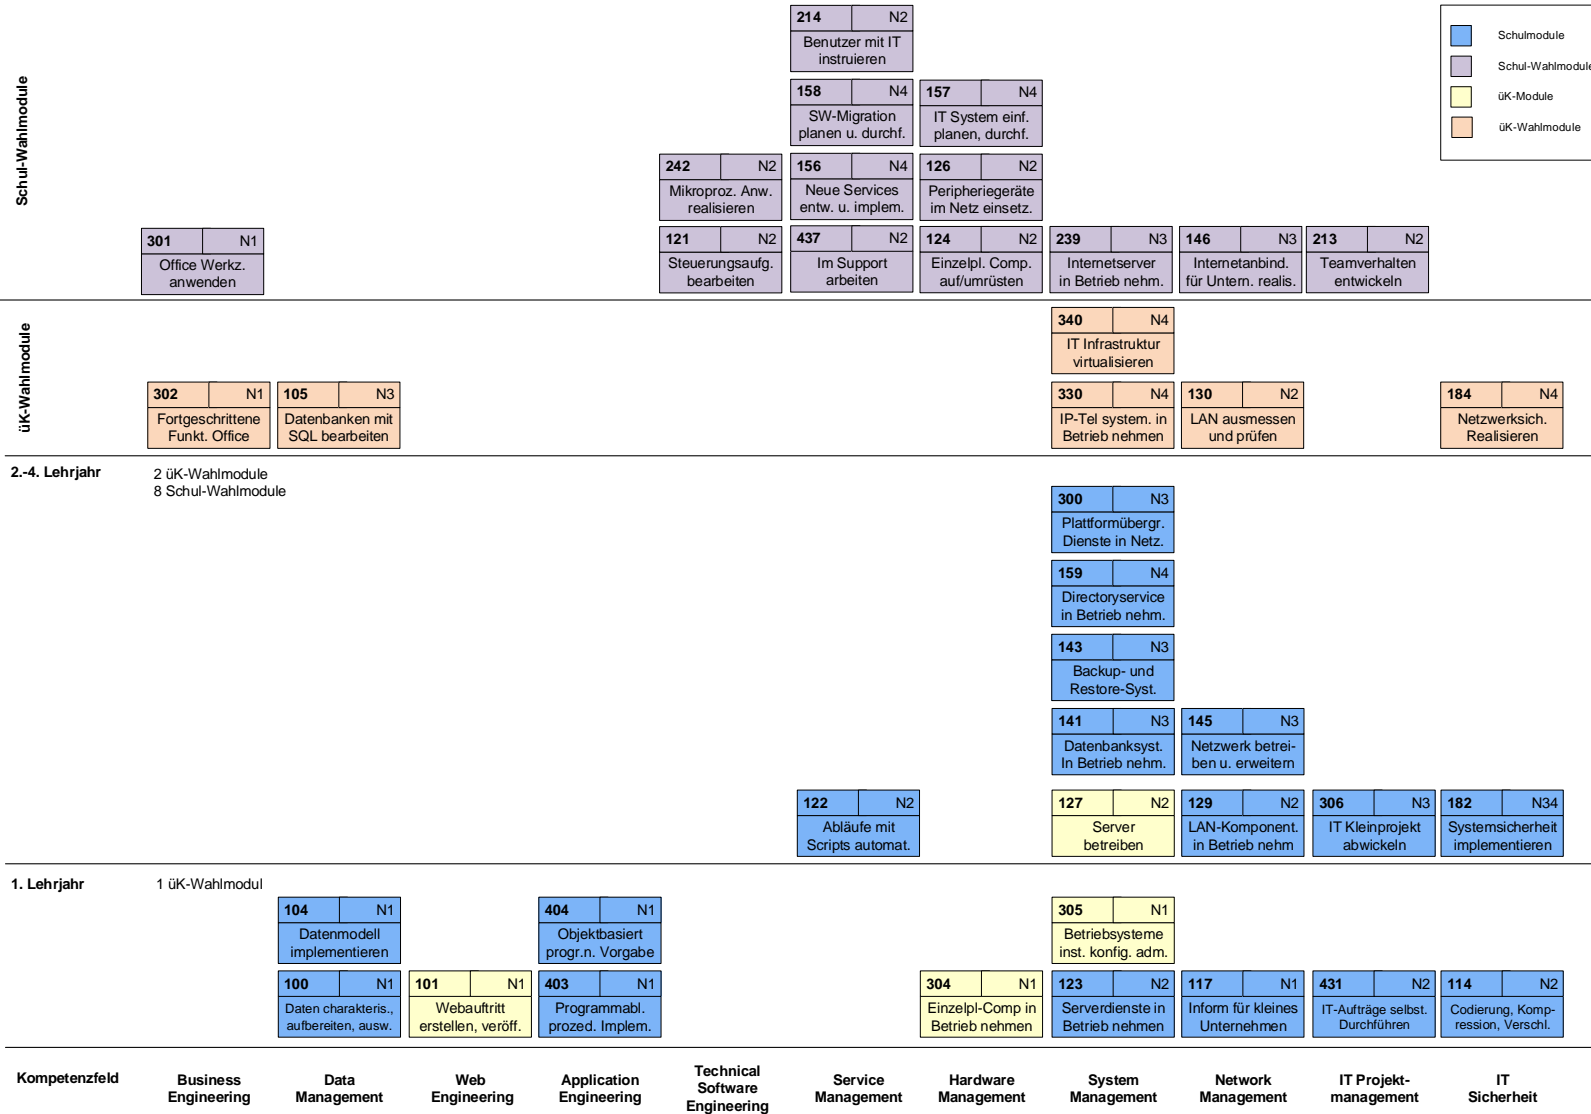 214 N2
Benutzer mit IT
instruieren
Schulmodule
Schul-Wahlmodule
üK-Module
üK-Wahlmodule
Schul-Wahlmodule
158 N4
SW-Migration
planen u. durchf.
157 N4
IT System einf.
planen, durchf.
242 N2
Mikroproz. Anw.
realisieren
156 N4
Neue Services
entw. u. implem.
126 N2
Peripheriegeräte
im Netz einsetz.
301 N1
Office Werkz.
anwenden
121 N2
Steuerungsaufg.
bearbeiten
437 N2
Im Support
arbeiten
124 N2
Einzelpl. Comp.
auf/umrüsten
239 N3
Internetserver
in Betrieb nehm.
146 N3
Internetanbind.
für Untern. realis.
213 N2
Teamverhalten
entwickeln
üK-Wahlmodule
340 N4
IT Infrastruktur
virtualisieren
302 N1
Fortgeschrittene
Funkt. Office
105 N3
Datenbanken mit
SQL bearbeiten
330 N4
IP-Tel system. in
Betrieb nehmen
130 N2
LAN ausmessen
und prüfen
184 N4
Netzwerksich.
Realisieren
2.-4. Lehrjahr
2 üK-Wahlmodule
8 Schul-Wahlmodule
300 N3
Plattformübergr.
Dienste in Netz.
159 N4
Directoryservice
in Betrieb nehm.
143 N3
Backup- und
Restore-Syst.
141 N3
Datenbanksyst.
In Betrieb nehm.
145 N3
Netzwerk betrei-
ben u. erweitern
122 N2
Abläufe mit
Scripts automat.
127 N2
Server
betreiben
129 N2
LAN-Komponent.
in Betrieb nehm
306 N3
IT Kleinprojekt
abwickeln
182 N34
Systemsicherheit
implementieren
1. Lehrjahr
1 üK-Wahlmodul
104 N1
Datenmodell
implementieren
404 N1
Objektbasiert
progr.n. Vorgabe
305 N1
Betriebsysteme
inst. konfig. adm.
100 N1
Daten charakteris.,
aufbereiten, ausw.
101 N1
Webauftritt
erstellen, veröff.
403 N1
Programmabl.
prozed. Implem.
304 N1
Einzelpl-Comp in
Betrieb nehmen
123 N2
Serverdienste in
Betrieb nehmen
117 N1
Inform für kleines
Unternehmen
431 N2
IT-Aufträge selbst.
Durchführen
114 N2
Codierung, Komp-
ression, Verschl.
Kompetenzfeld
Business
Engineering
Data
Management
Web
Engineering
Application
Engineering
Technical
Software
Engineering
Service
Management
Hardware
Management
System
Management
Network
Management
IT Projekt-
management
IT
Sicherheit